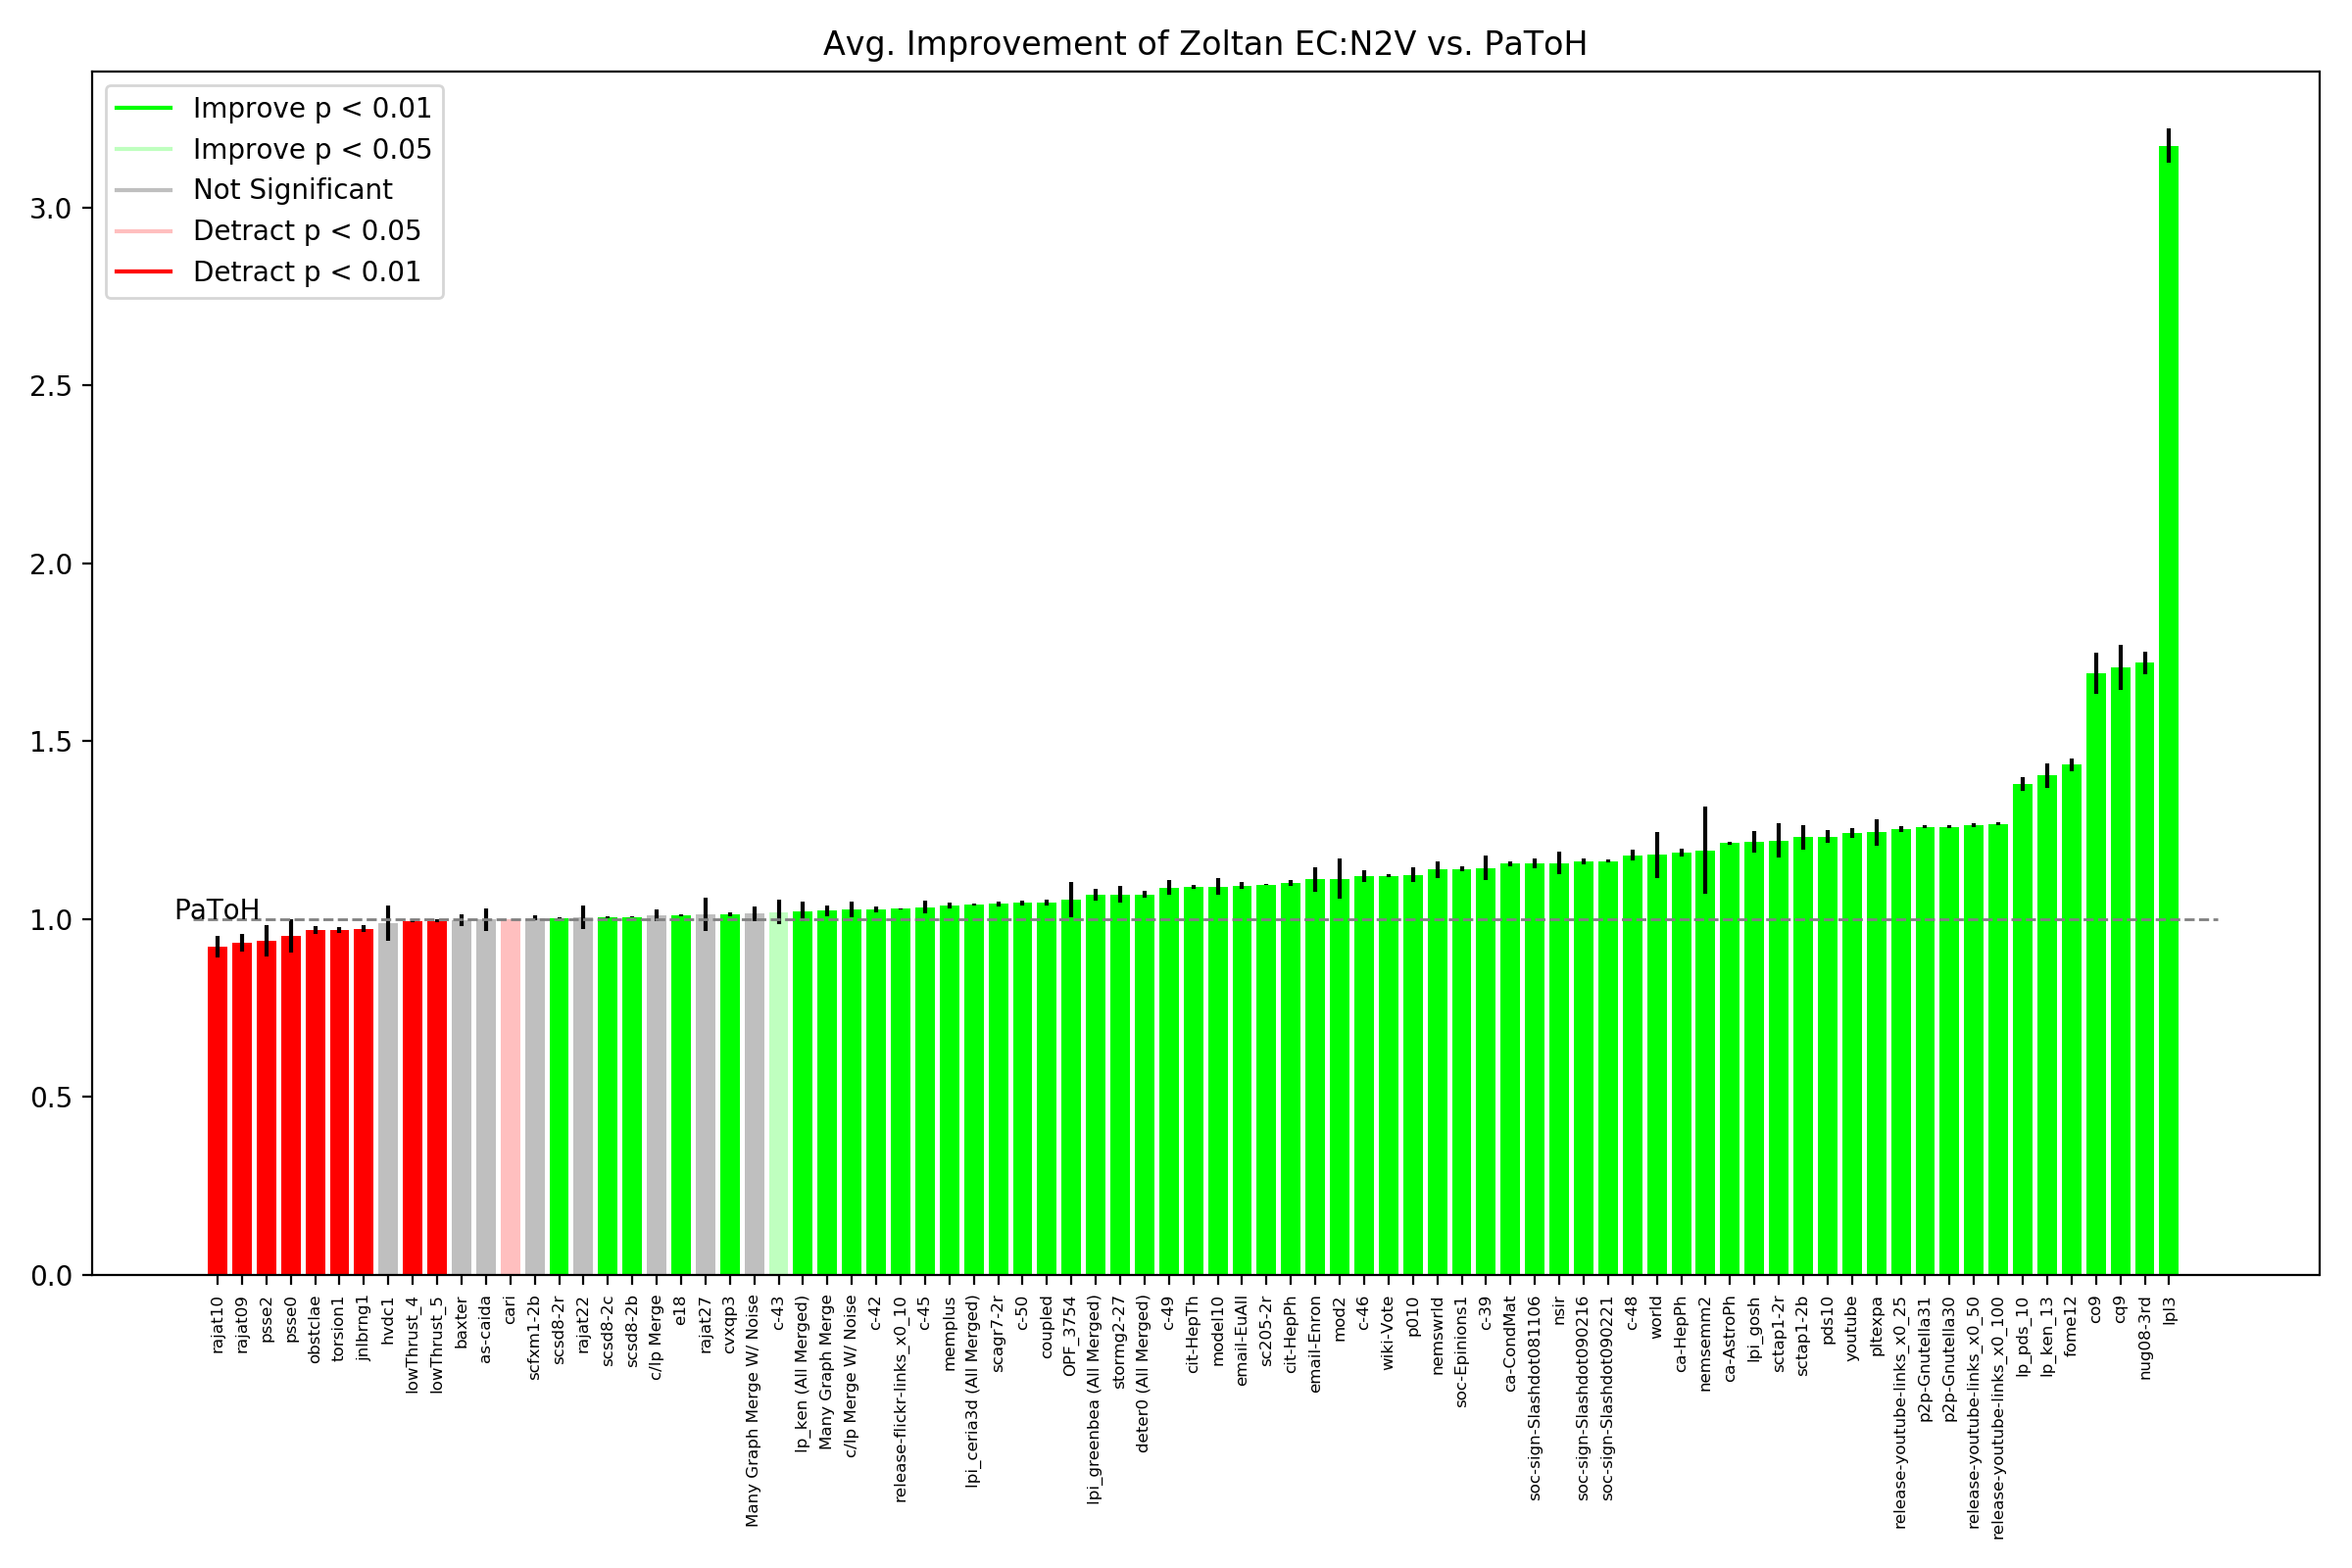 Avg. Improvement of Zoltan EC:N2V vs. PaToH
Improve p < 0.01
Improve p < 0.05
Not Significant
Detract p < 0.05
Detract p < 0.01
3.0
2.5
2.0
1.5
1.0
0.5
0.0
PaToH
rajat10
rajat09
psse2
psse0
obstclae
torsion1
jnlbrng1
hvdc1
lowThrust_4
lowThrust_5
baxter
as-caida
cari
scfxm1-2b
scsd8-2r
rajat22
scsd8-2c
scsd8-2b
c/lp Merge
e18
rajat27
cvxqp3
Many Graph Merge W/ Noise
c-43
lp_ken (All Merged)
Many Graph Merge
c/lp Merge W/ Noise
c-42
release-flickr-links_x0_10
c-45
memplus
lpi_ceria3d (All Merged)
scagr7-2r
c-50
coupled
OPF_3754
lpi_greenbea (All Merged)
stormg2-27
deter0 (All Merged)
c-49
cit-HepTh
model10
email-EuAll
sc205-2r
cit-HepPh
email-Enron
mod2
c-46
wiki-Vote
p010
nemswrld
soc-Epinions1
c-39
ca-CondMat
soc-sign-Slashdot081106
nsir
soc-sign-Slashdot090216
soc-sign-Slashdot090221
c-48
world
ca-HepPh
nemsemm2
ca-AstroPh
lpi_gosh
sctap1-2r
sctap1-2b
pds10
youtube
pltexpa
release-youtube-links_x0_25
p2p-Gnutella31
p2p-Gnutella30
release-youtube-links_x0_50
release-youtube-links_x0_100
lp_pds_10
lp_ken_13
fome12
co9
cq9
nug08-3rd
lpl3